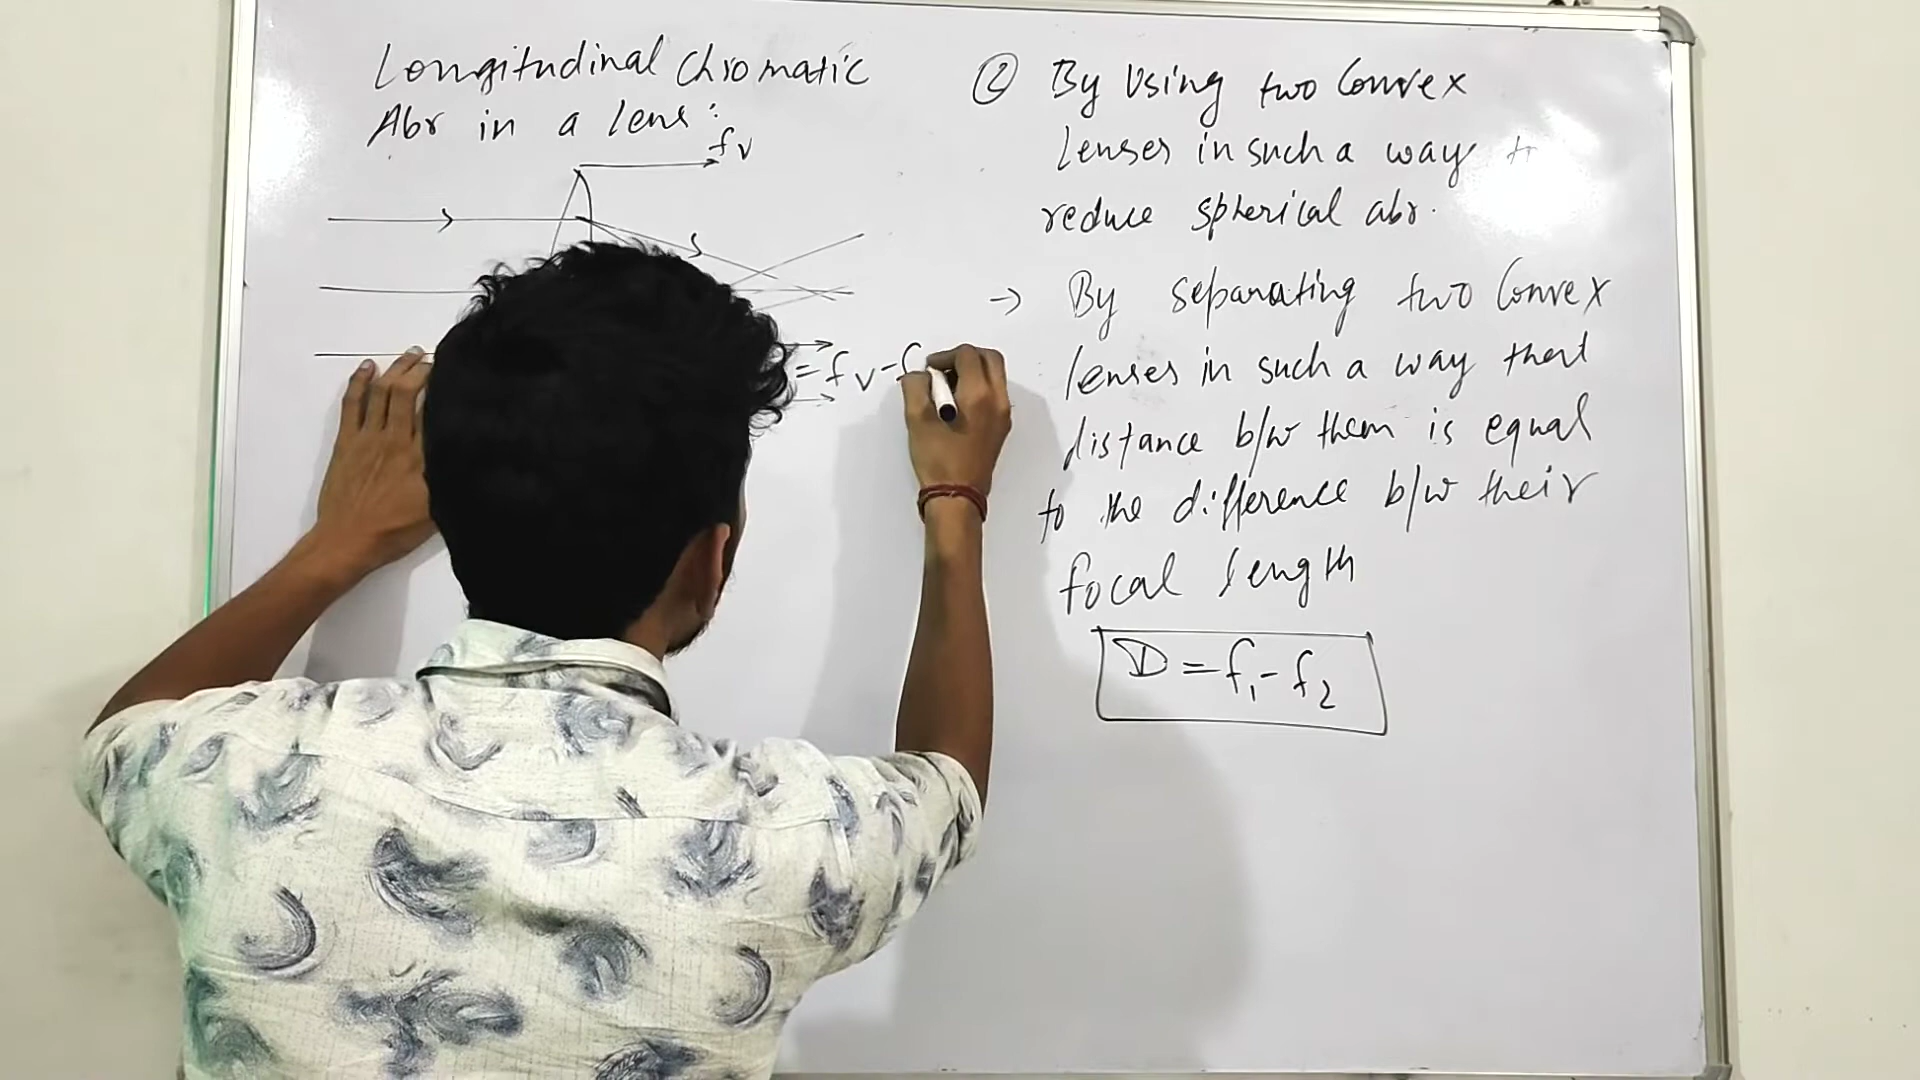 Longitudinal Chromatic
Abr in a lens:
fv
= fv - f
② By Using two Convex
lenses in such a way
reduce spherical abr.
→ By separating two Convex
lenses in such a way that
distance b/w them is equal
to the difference b/w their
focal length
D = f₁ - f₂